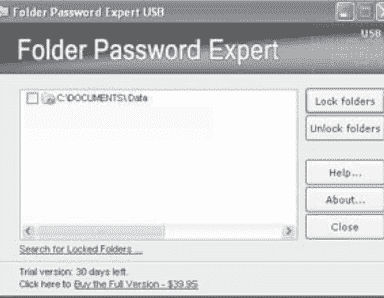 Folder Password Expert USB
USB
Folder Password Expert
C:\DOCUMENTS\Data
Lock folders
Unlock folders
Help...
About...
Close
Search for Locked Folders ...
Trial version: 30 days left.
Click here to Buy the Full Version - $39.95